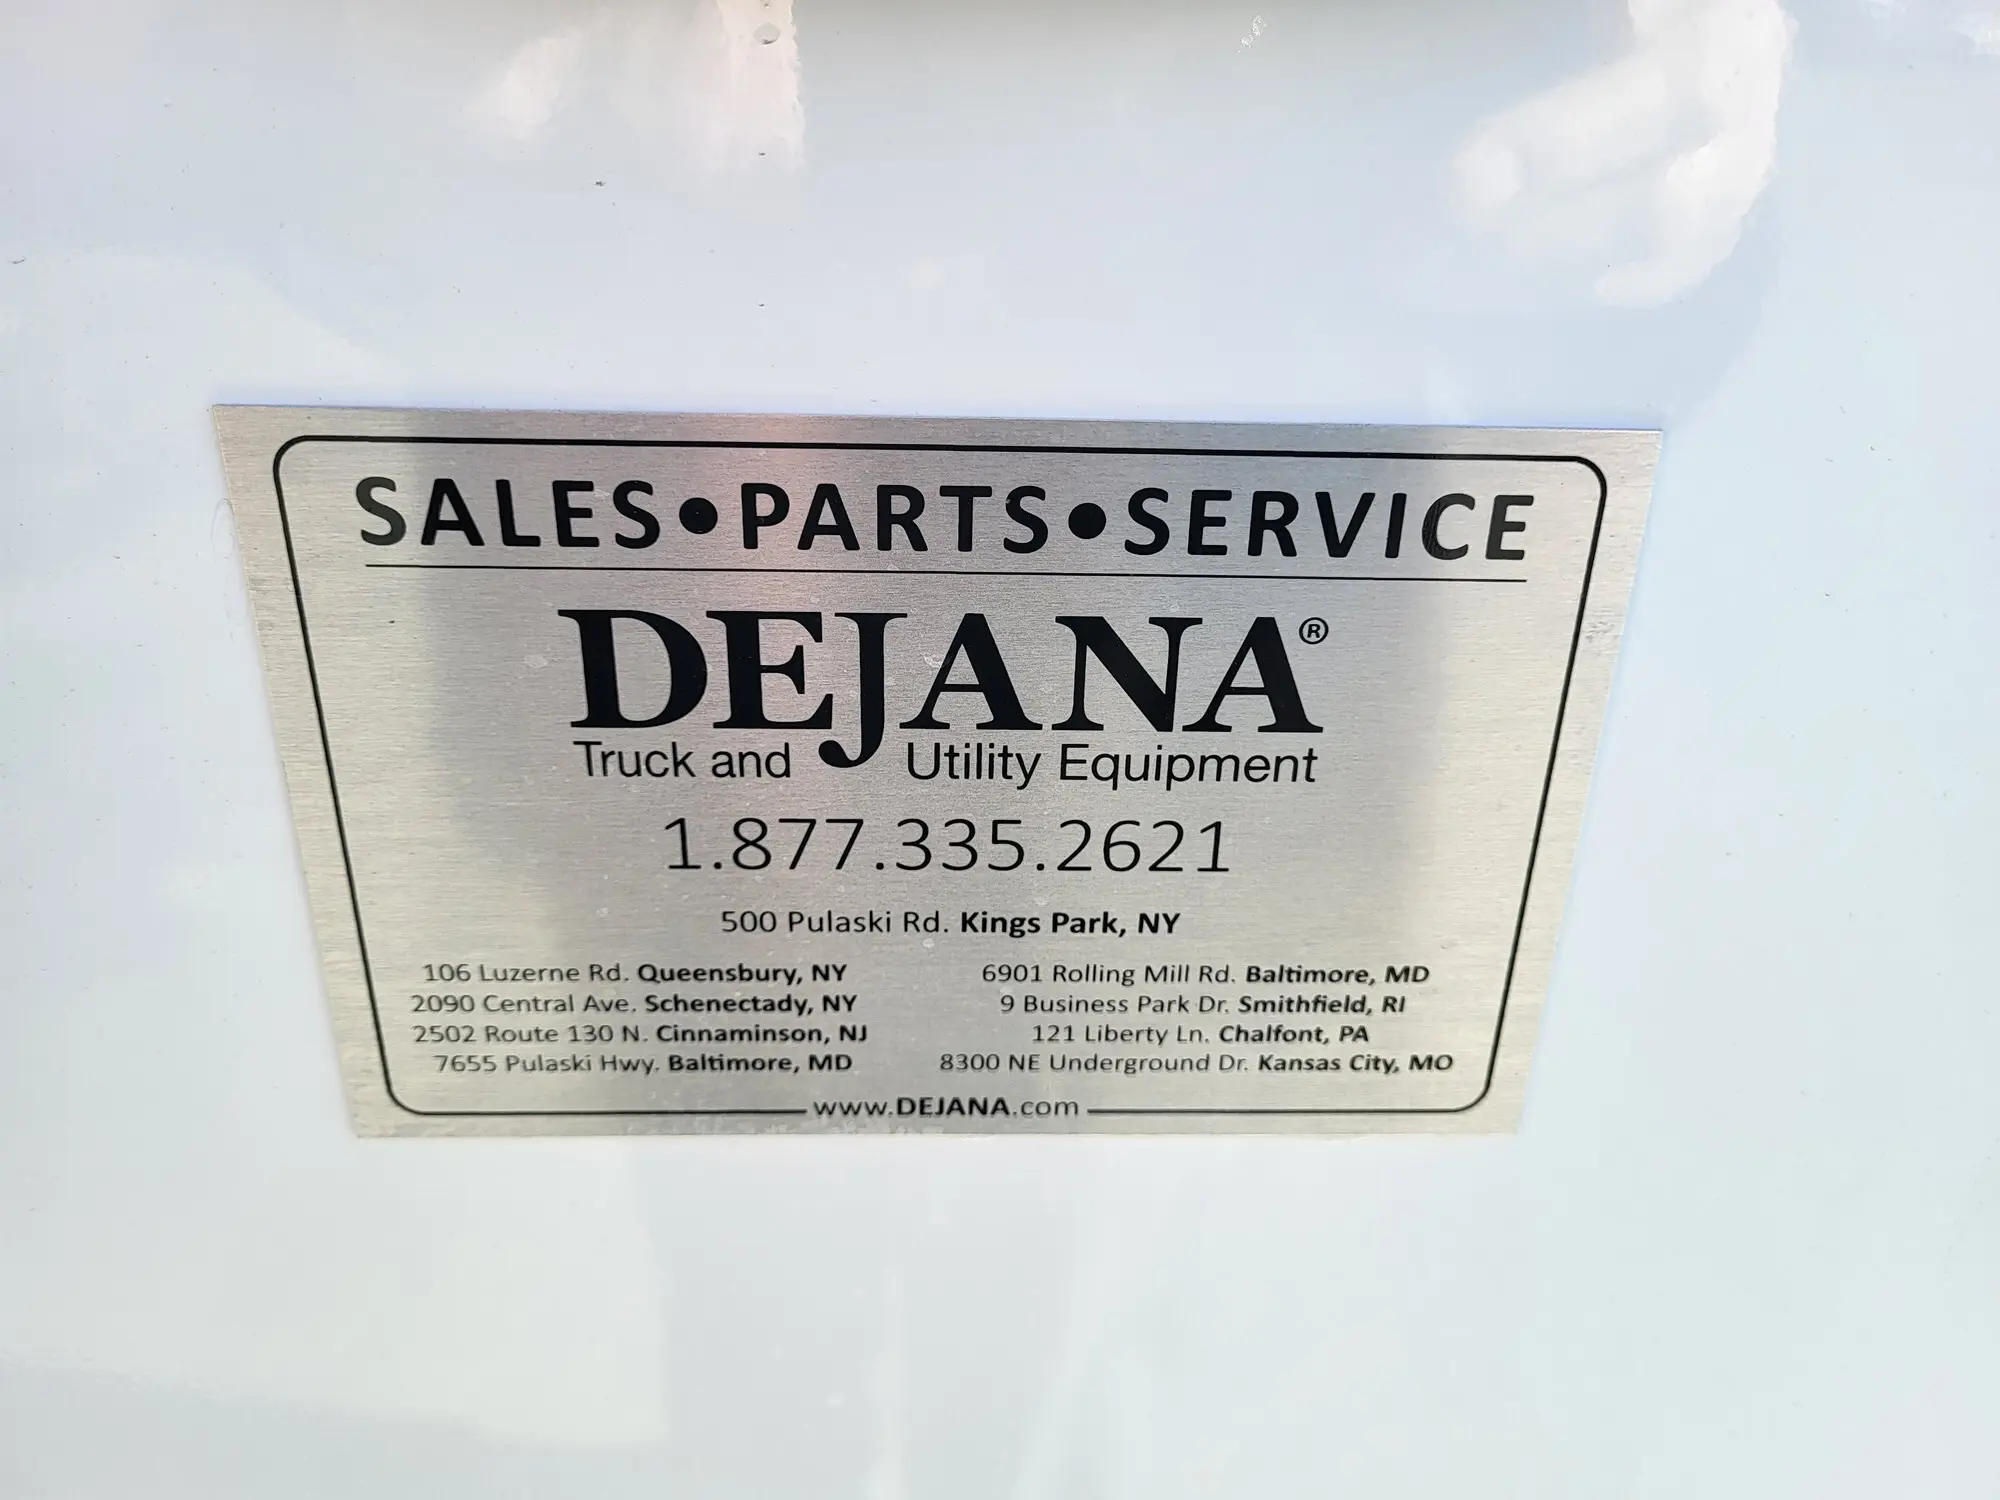 SALES•PARTS•SERVICE
DEJANA®
Truck and Utility Equipment
1.877.335.2621
500 Pulaski Rd. Kings Park, NY
106 Luzerne Rd. Queensbury, NY
2090 Central Ave. Schenectady, NY
2502 Route 130 N. Cinnaminson, NJ
7655 Pulaski Hwy. Baltimore, MD
6901 Rolling Mill Rd. Baltimore, MD
9 Business Park Dr. Smithfield, RI
121 Liberty Ln. Chalfont, PA
8300 NE Underground Dr. Kansas City, MO
www.DEJANA.com